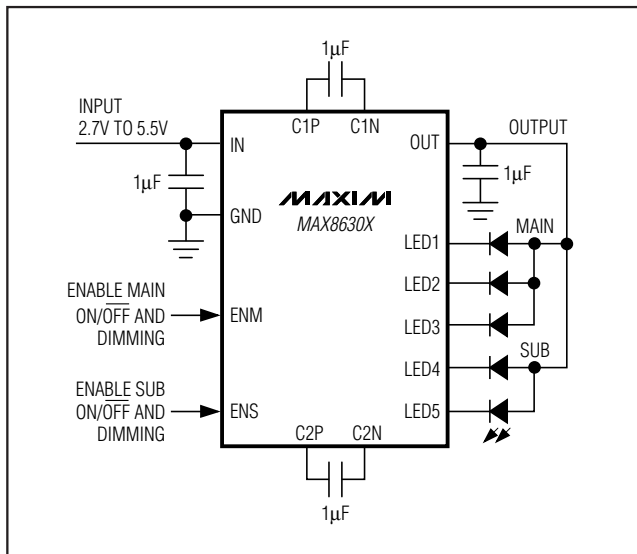 1µF
INPUT
2.7V TO 5.5V
C1P
C1N
IN
OUT
OUTPUT
1µF
1µF
GND
MAXIM
MAX8630X
MAIN
LED1
LED2
ENABLE MAIN
ON/OFF AND
DIMMING
ENM
LED3
SUB
LED4
ENABLE SUB
ON/OFF AND
DIMMING
ENS
LED5
C2P
C2N
1µF